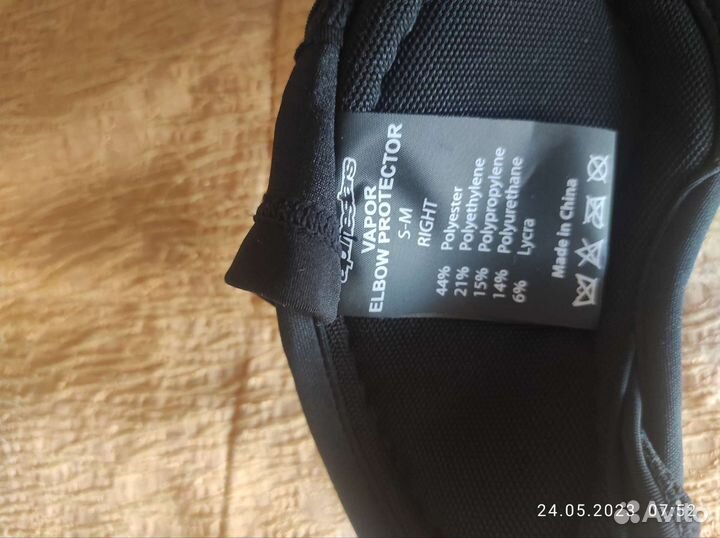 alpinestars
VAPOR
ELBOW PROTECTOR
S-M
RIGHT
44% Polyester
21% Polyethylene
15% Polypropylene
14% Polyurethane
6% Lycra
Made In China
24.05.2023 07:52
Avito